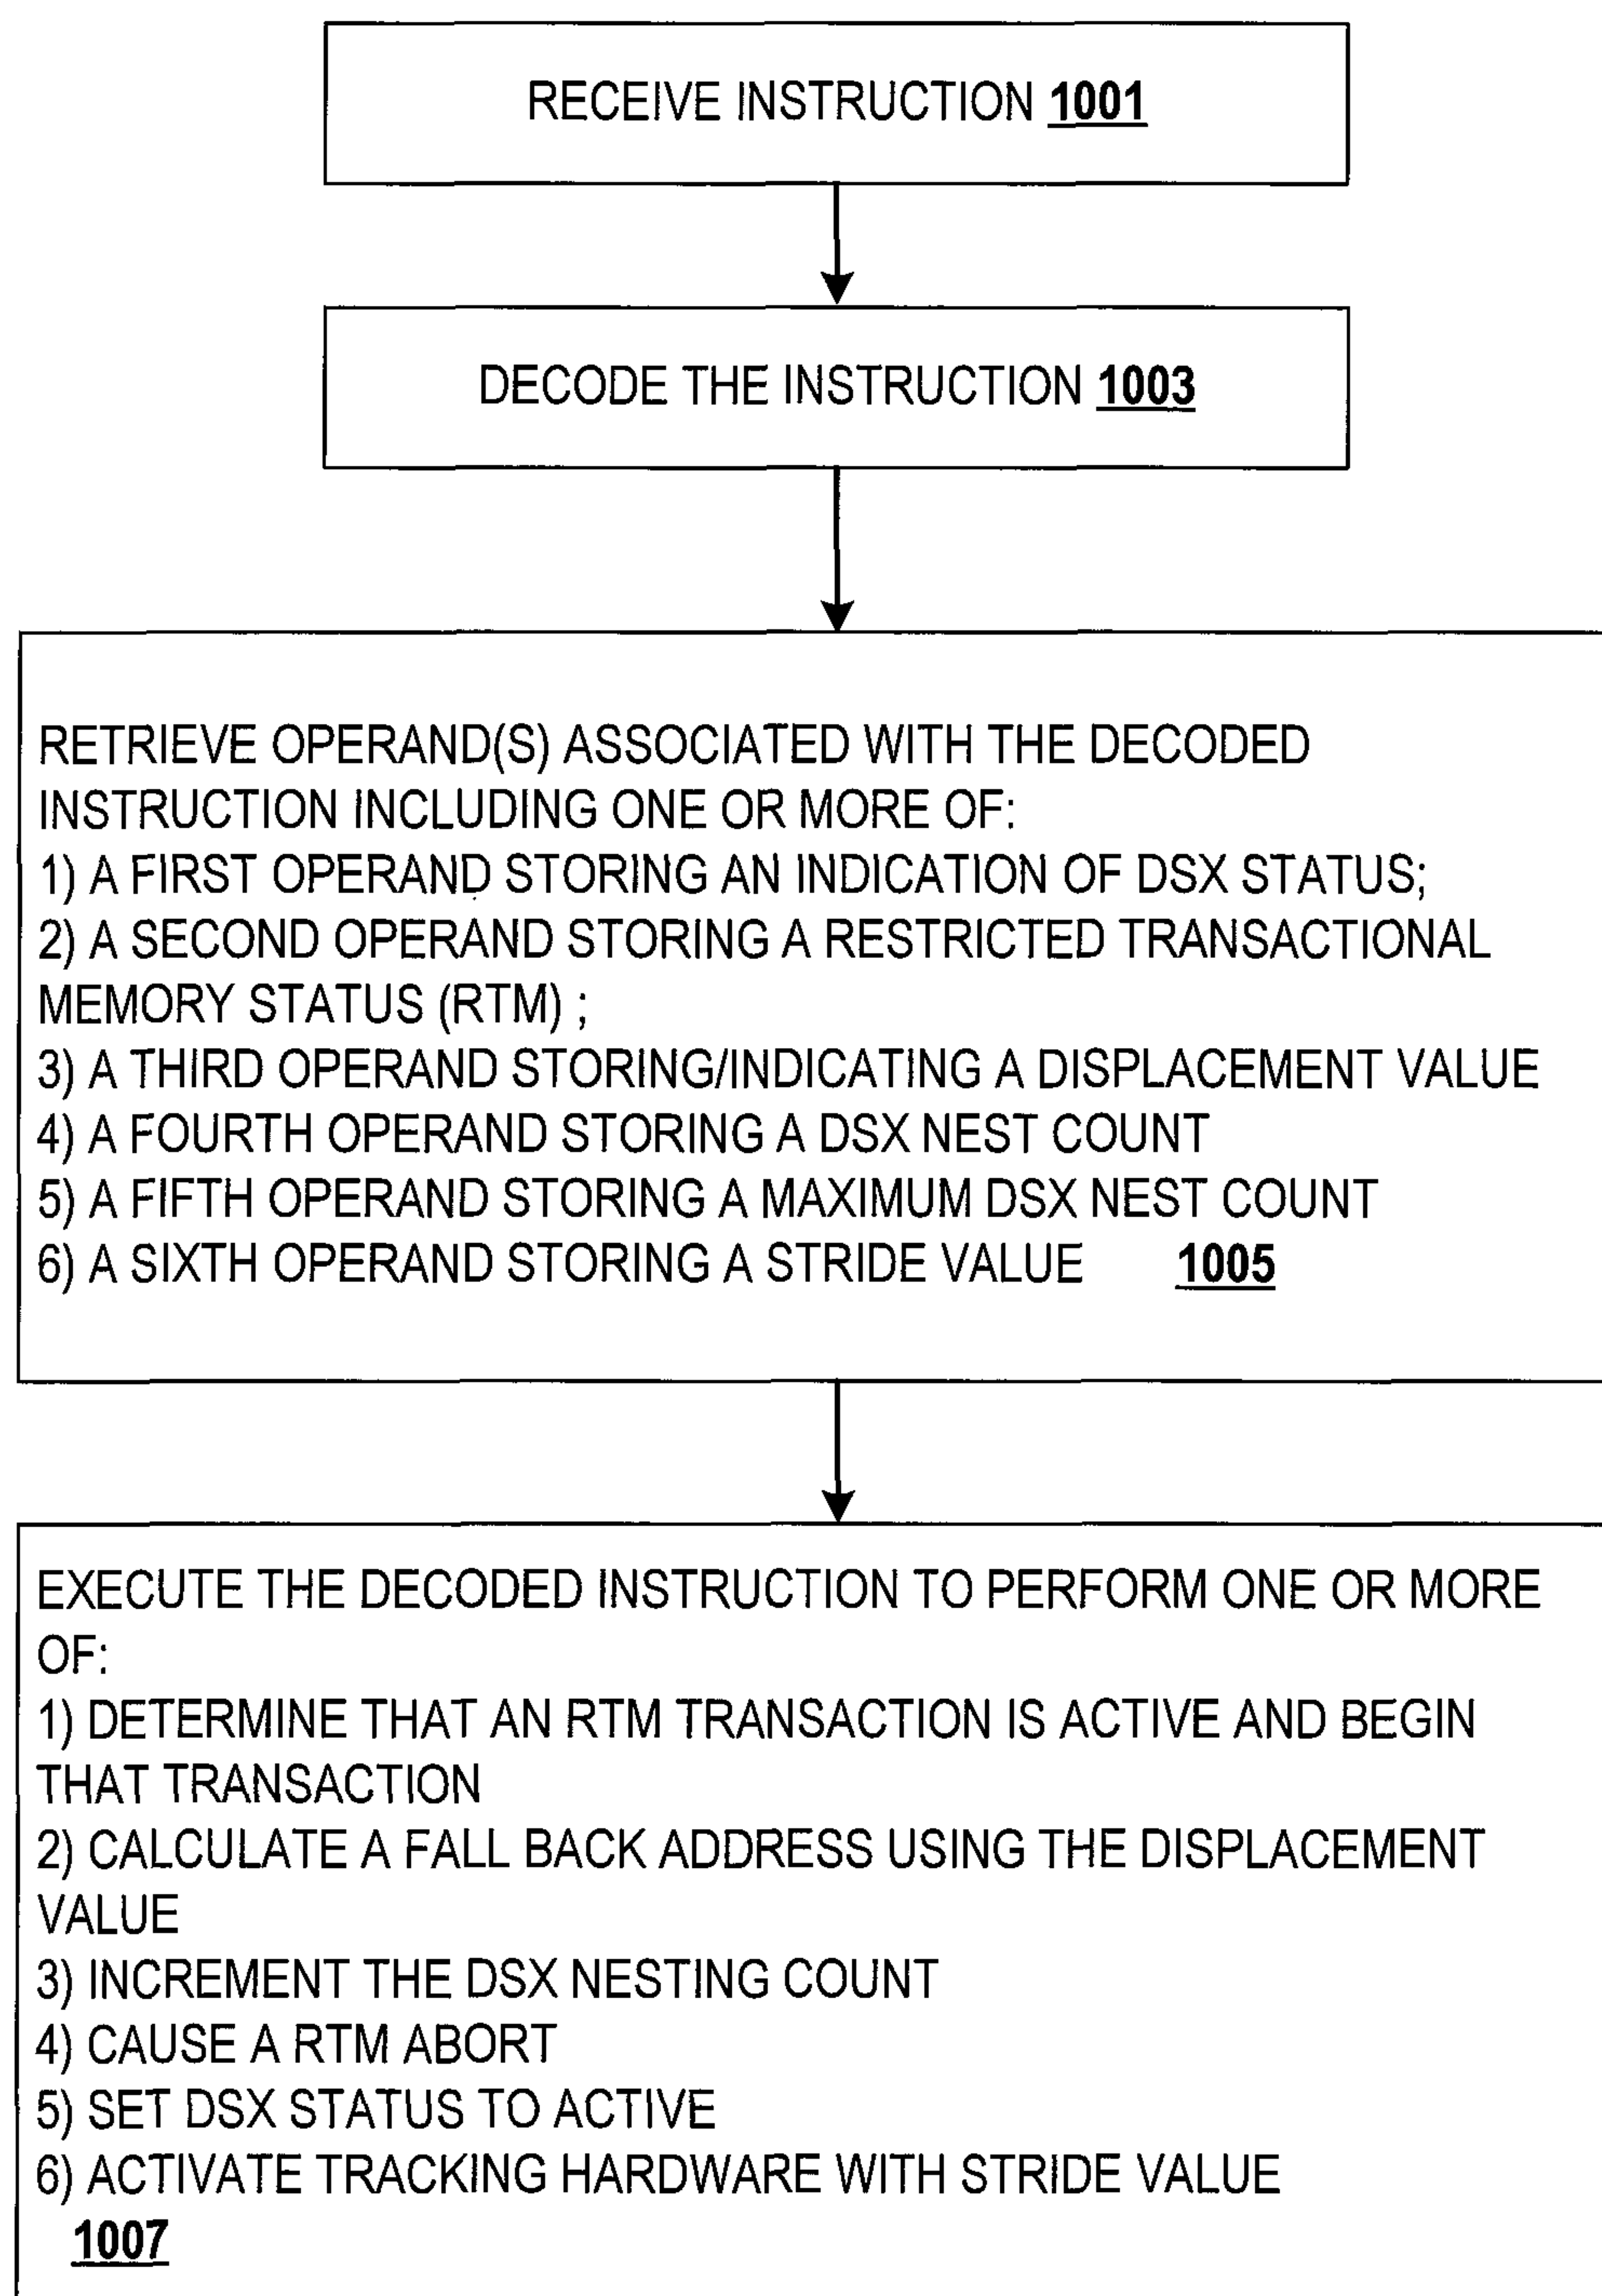 RECEIVE INSTRUCTION 1001
DECODE THE INSTRUCTION 1003
RETRIEVE OPERAND(S) ASSOCIATED WITH THE DECODED
INSTRUCTION INCLUDING ONE OR MORE OF:
1) A FIRST OPERAND STORING AN INDICATION OF DSX STATUS;
2) A SECOND OPERAND STORING A RESTRICTED TRANSACTIONAL
MEMORY STATUS (RTM) ;
3) A THIRD OPERAND STORING/INDICATING A DISPLACEMENT VALUE
4) A FOURTH OPERAND STORING A DSX NEST COUNT
5) A FIFTH OPERAND STORING A MAXIMUM DSX NEST COUNT
6) A SIXTH OPERAND STORING A STRIDE VALUE 1005
EXECUTE THE DECODED INSTRUCTION TO PERFORM ONE OR MORE
OF:
1) DETERMINE THAT AN RTM TRANSACTION IS ACTIVE AND BEGIN
THAT TRANSACTION
2) CALCULATE A FALL BACK ADDRESS USING THE DISPLACEMENT
VALUE
3) INCREMENT THE DSX NESTING COUNT
4) CAUSE A RTM ABORT
5) SET DSX STATUS TO ACTIVE
6) ACTIVATE TRACKING HARDWARE WITH STRIDE VALUE
1007